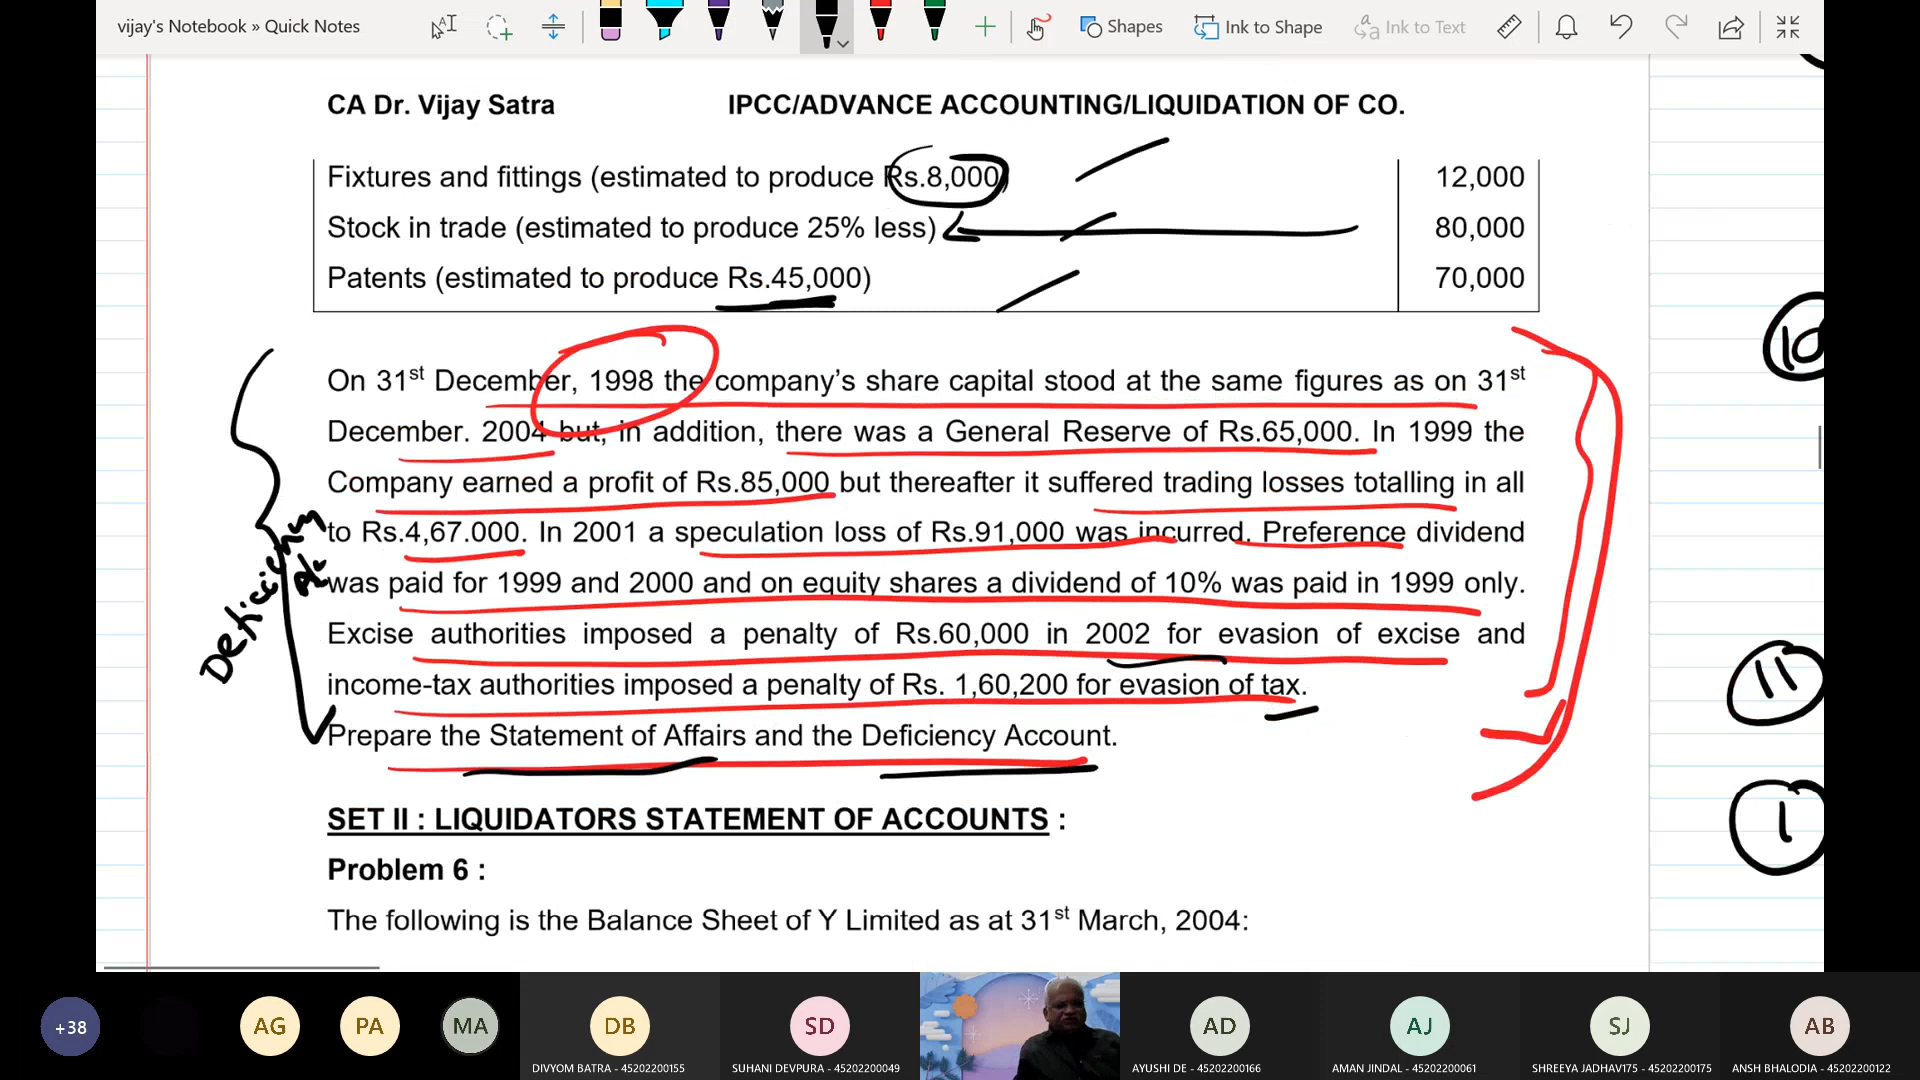 vijay's Notebook » Quick Notes
Shapes
Ink to Shape
Ink to Text
CA Dr. Vijay Satra IPCC/ADVANCE ACCOUNTING/LIQUIDATION OF CO.
Fixtures and fittings (estimated to produce Rs.8,000) 12,000
Stock in trade (estimated to produce 25% less) 80,000
Patents (estimated to produce Rs.45,000) 70,000
On 31st December, 1998 the company's share capital stood at the same figures as on 31st
December. 2004 but, in addition, there was a General Reserve of Rs.65,000. In 1999 the
Company earned a profit of Rs.85,000 but thereafter it suffered trading losses totalling in all
to Rs.4,67.000. In 2001 a speculation loss of Rs.91,000 was incurred. Preference dividend
was paid for 1999 and 2000 and on equity shares a dividend of 10% was paid in 1999 only.
Excise authorities imposed a penalty of Rs.60,000 in 2002 for evasion of excise and
income-tax authorities imposed a penalty of Rs. 1,60,200 for evasion of tax.
Prepare the Statement of Affairs and the Deficiency Account.
Deficiency A/c
10
11
1
SET II : LIQUIDATORS STATEMENT OF ACCOUNTS :
Problem 6 :
The following is the Balance Sheet of Y Limited as at 31st March, 2004:
+38
AG
PA
MA
DB
DIVYOM BATRA - 45202200155
SD
SUHANI DEVPURA - 45202200049
AD
AYUSHI DE - 45202200166
AJ
AMAN JINDAL - 45202200061
SJ
SHREEYA JADHAV175 - 45202200175
AB
ANSH BHALODIA - 45202200122